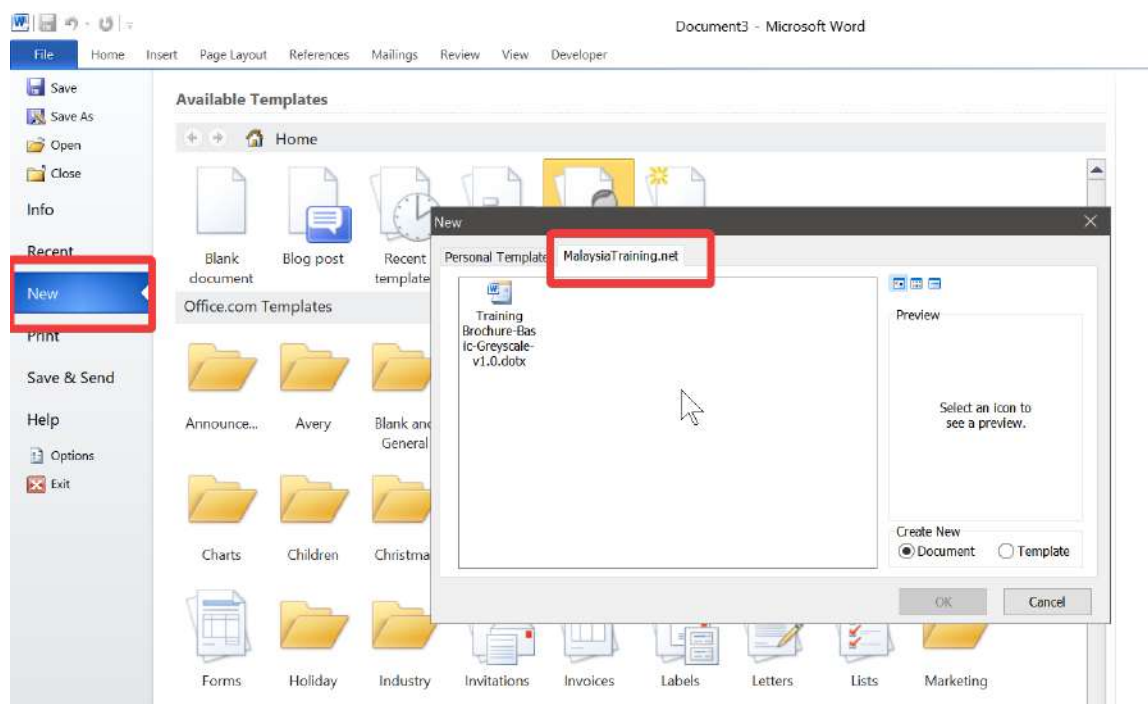 Document3 - Microsoft Word
File Home Insert Page Layout References Mailings Review View Developer
Save
Save As
Open
Close
Info
Recent
New
Print
Save & Send
Help
Options
Exit
Available Templates
Home
Blank
document
Blog post
Recent
template
Office.com Templates
Announce...
Avery
Blank and
General
Charts
Children
Christma
Forms
Holiday
Industry
Invitations
Invoices
Labels
Letters
Lists
Marketing
New
Personal Template
MalaysiaTraining.net
Training
Brochure-Bas
ic-Greyscale-
v1.0.dotx
Preview
Select an icon to
see a preview.
Create New
Document
Template
OK
Cancel